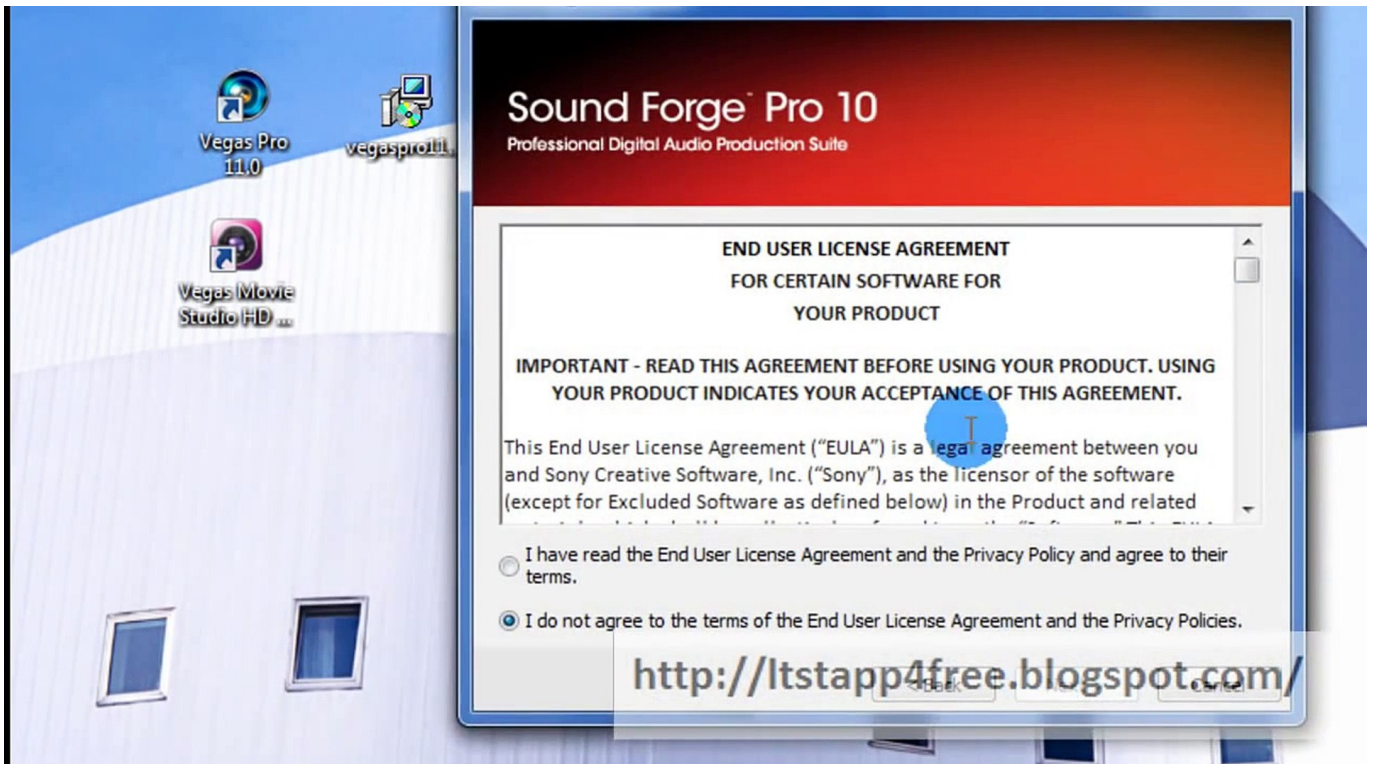 Vegas Pro
11.0
vegaspro11...
Vegas Movie
Studio HD ...
Sound Forge™ Pro 10
Professional Digital Audio Production Suite
END USER LICENSE AGREEMENT
FOR CERTAIN SOFTWARE FOR
YOUR PRODUCT
IMPORTANT - READ THIS AGREEMENT BEFORE USING YOUR PRODUCT. USING
YOUR PRODUCT INDICATES YOUR ACCEPTANCE OF THIS AGREEMENT.
This End User License Agreement (“EULA”) is a legal agreement between you
and Sony Creative Software, Inc. (“Sony”), as the licensor of the software
(except for Excluded Software as defined below) in the Product and related
I have read the End User License Agreement and the Privacy Policy and agree to their
terms.
I do not agree to the terms of the End User License Agreement and the Privacy Policies.
http://ltstapp4free.blogspot.com/
< Back
Cancel